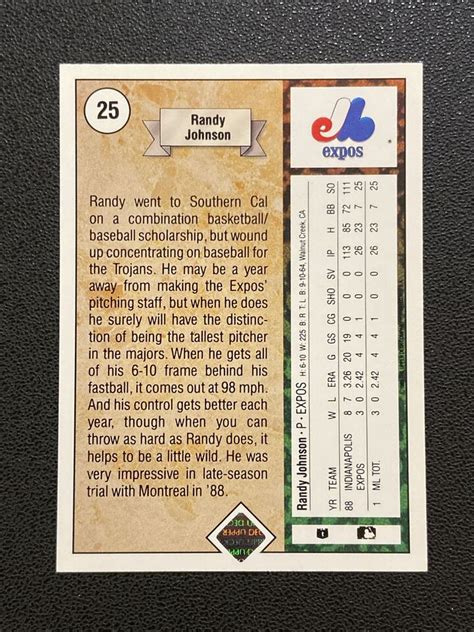 25
Randy
Johnson
expos
Randy went to Southern Cal
on a combination basketball/
baseball scholarship, but wound
up concentrating on baseball for
the Trojans. He may be a year
away from making the Expos'
pitching staff, but when he does
he surely will have the distinc-
tion of being the tallest pitcher
in the majors. When he gets all
of his 6-10 frame behind his
fastball, it comes out at 98 mph.
And his control gets better each
year, though when you can
throw as hard as Randy does, it
helps to be a little wild. He was
very impressive in late-season
trial with Montreal in '88.
Randy Johnson • P • EXPOS
H: 6-10 W: 225 B: R T: L B: 9-10-64, Walnut Creek, CA
YR TEAM W L ERA G GS CG SHO SV IP H BB SO
88 INDIANAPOLIS 8 7 3.26 20 19 0 0 0 113 85 72 111
EXPOS 3 0 2.42 4 4 1 0 0 26 23 7 25
1 ML TOT. 3 0 2.42 4 4 1 0 0 26 23 7 25
UPPER